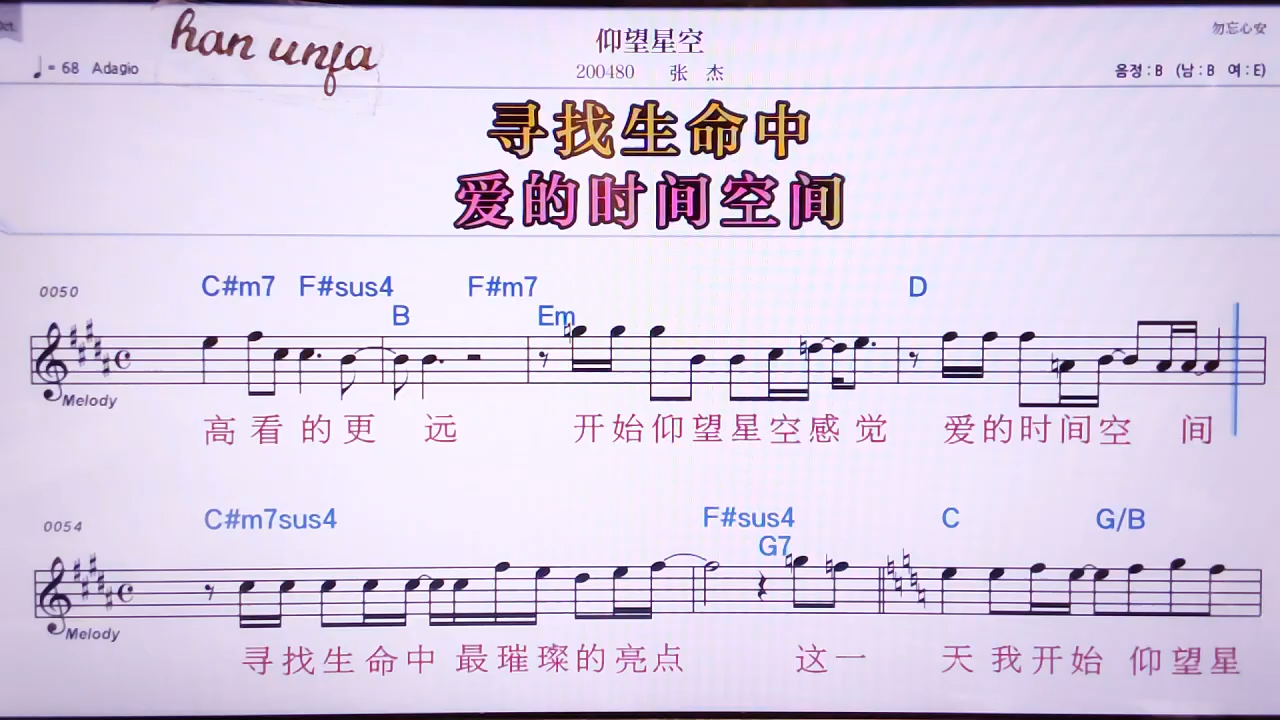 Oct.
han unja
仰望星空
勿忘心安
♩= 68 Adagio
200480 张 杰
음정 : B (남 : B 여 : E)
寻找生命中
爱的时间空间
0050
C#m7 F#sus4 F#m7 D
B Em
Melody
高看的更 远 开始仰望星空感觉 爱的时间空 间
0054
C#m7sus4 F#sus4 C G/B
G7
Melody
寻找生命中 最璀璨的亮点 这一 天我开始 仰望星